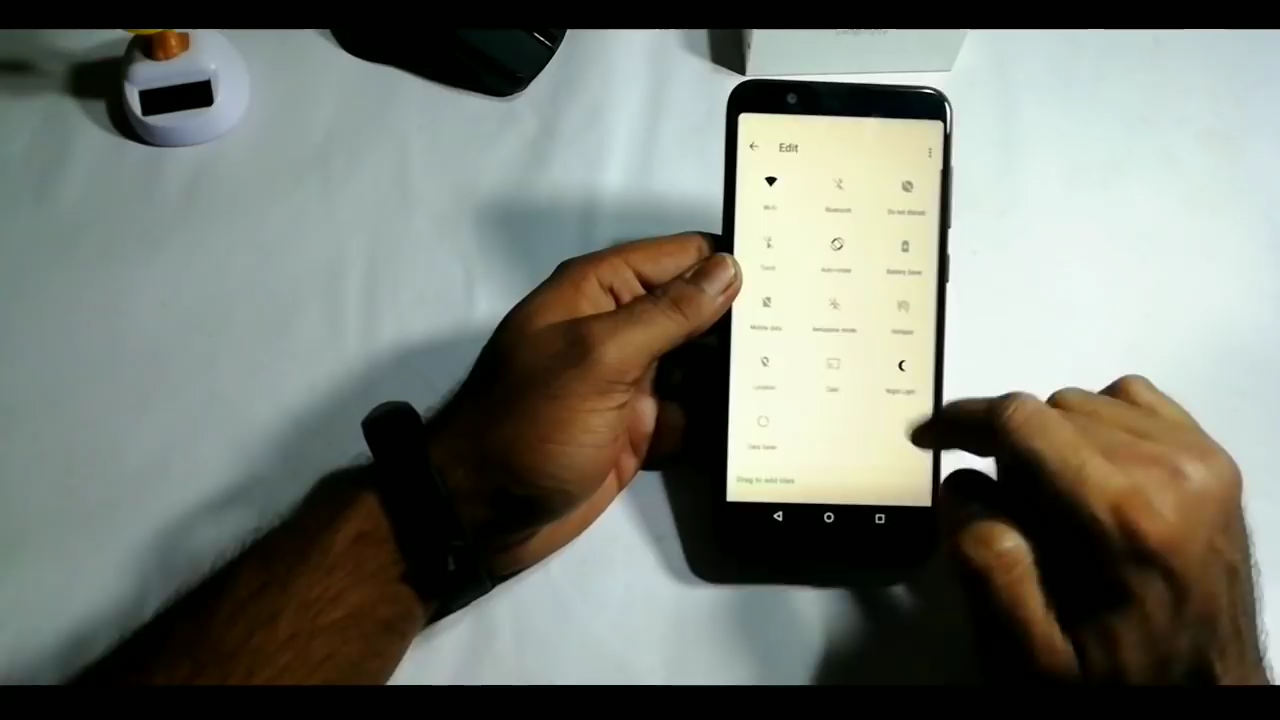 Edit
Wi-Fi
Bluetooth
Do not disturb
Torch
Auto-rotate
Battery Saver
Mobile data
Aeroplane mode
Hotspot
Location
Cast
Night Light
Data Saver
Drag to add tiles